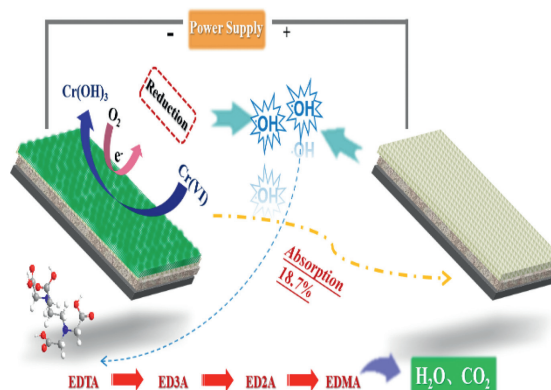 - Power Supply +
Cr(OH)3
O2
Reduction
e-
Cr(VI)
OH
OH
OH
OH
Absorption
18.7%
EDTA ED3A ED2A EDMA
H2O、CO2